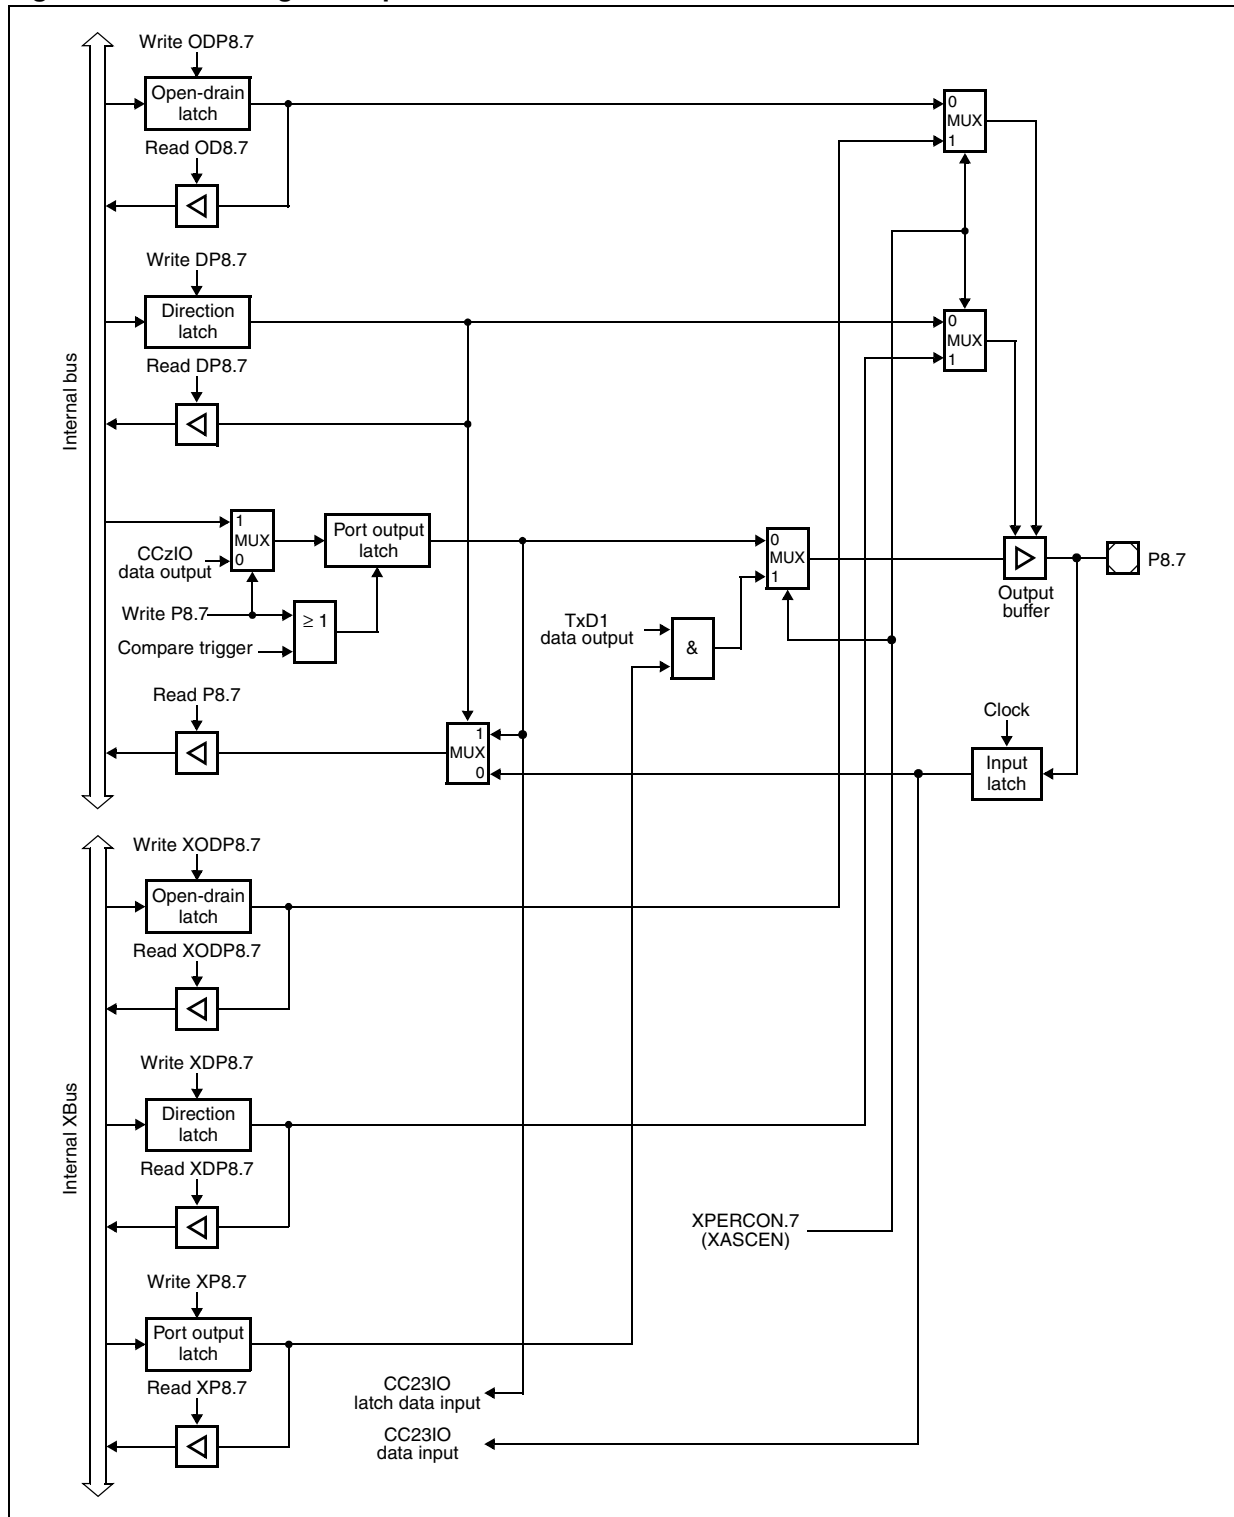 Write ODP8.7
Open-drain
latch
0
MUX
1
Read OD8.7
Write DP8.7
Direction
latch
0
MUX
1
Read DP8.7
Internal bus
1
MUX
0
Port output
latch
CCzIO
data output
0
MUX
1
P8.7
Output
buffer
Write P8.7
≥ 1
TxD1
data output
&
Compare trigger
Read P8.7
1
MUX
0
Clock
Input
latch
Write XODP8.7
Open-drain
latch
Read XODP8.7
Write XDP8.7
Direction
latch
Internal XBus
Read XDP8.7
XPERCON.7
(XASCEN)
Write XP8.7
Port output
latch
Read XP8.7
CC23IO
latch data input
CC23IO
data input